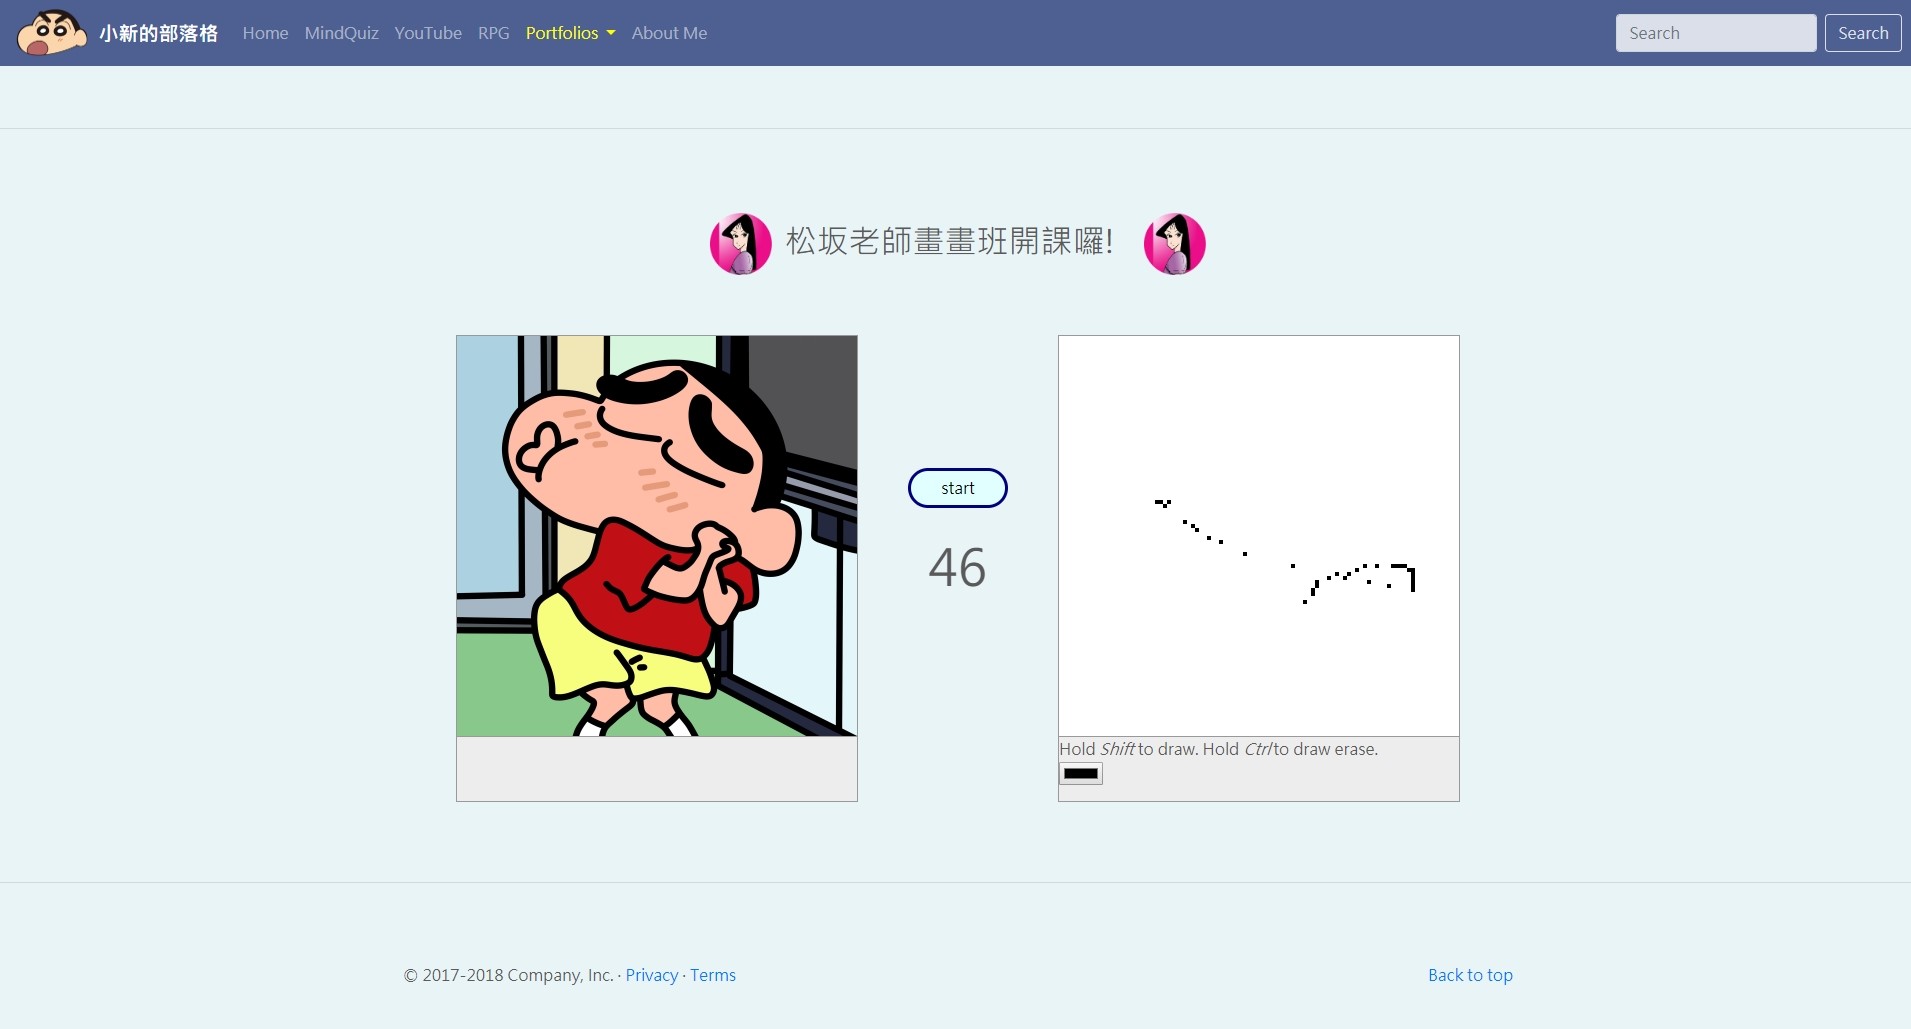 小新的部落格 Home MindQuiz YouTube RPG Portfolios About Me Search Search
松坂老師畫畫班開課囉!
start
46
Hold Shift to draw. Hold Ctrl to draw erase.
© 2017-2018 Company, Inc. · Privacy · Terms
Back to top